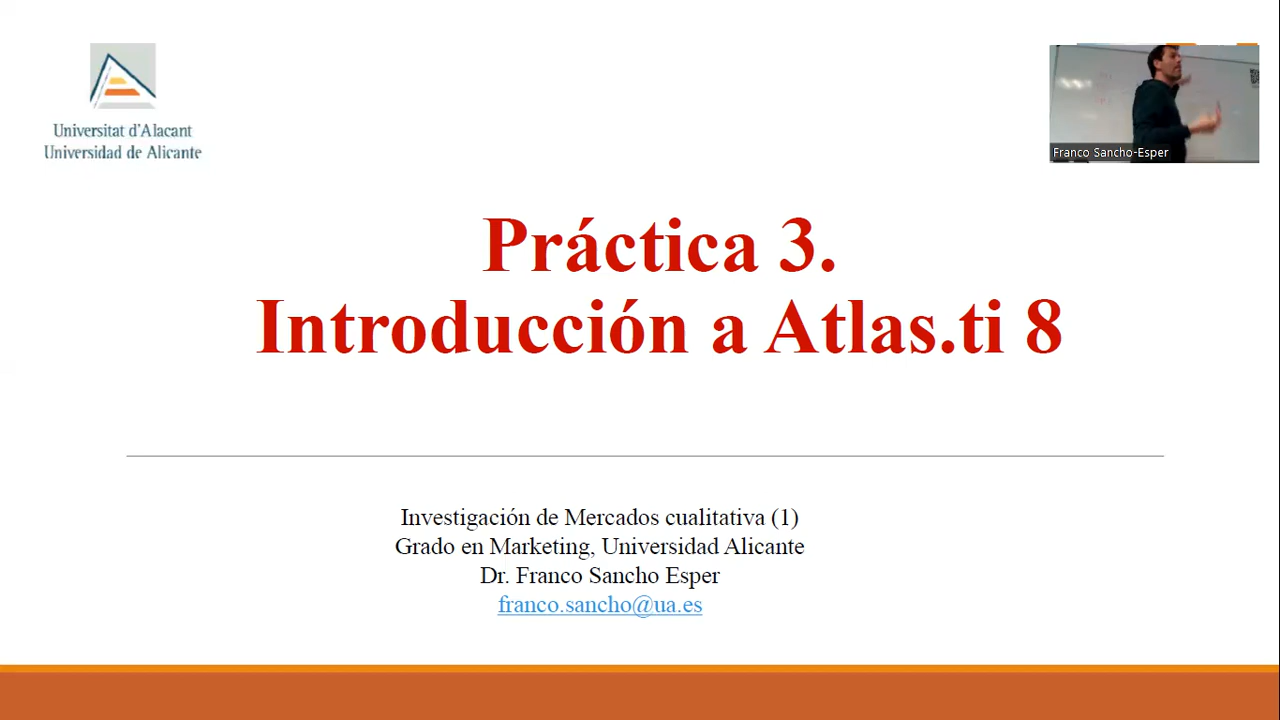 Universitat d'Alacant
Universidad de Alicante
Franco Sancho-Esper
Práctica 3.
Introducción a Atlas.ti 8
Investigación de Mercados cualitativa (1)
Grado en Marketing, Universidad Alicante
Dr. Franco Sancho Esper
franco.sancho@ua.es